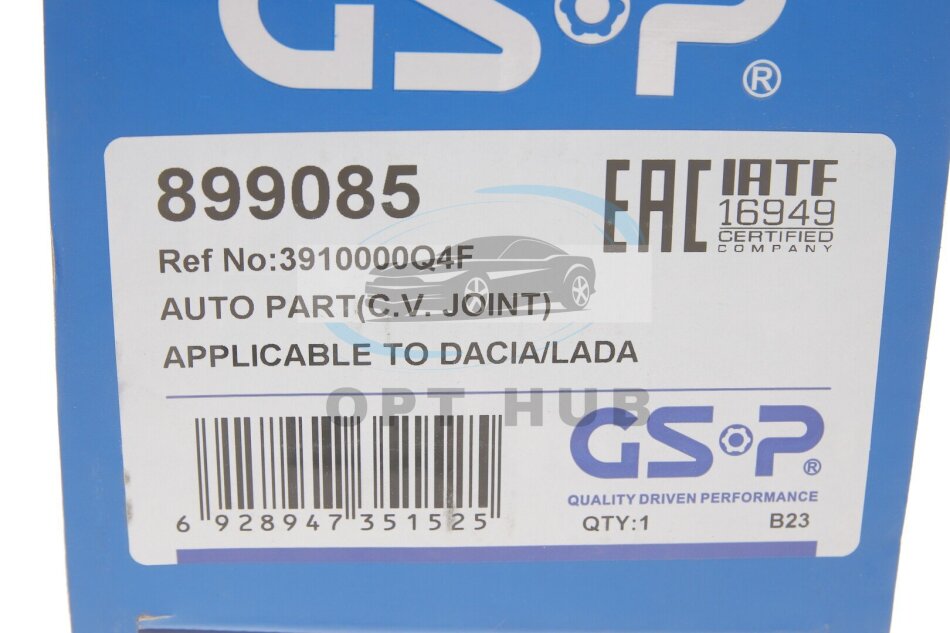 GS·P®
899085
EAC
IATF
16949
CERTIFIED
COMPANY
Ref No:3910000Q4F
AUTO PART(C.V. JOINT)
APPLICABLE TO DACIA/LADA
OPT HUB
GS·P®
QUALITY DRIVEN PERFORMANCE
6 928947 351525
QTY:1 B23